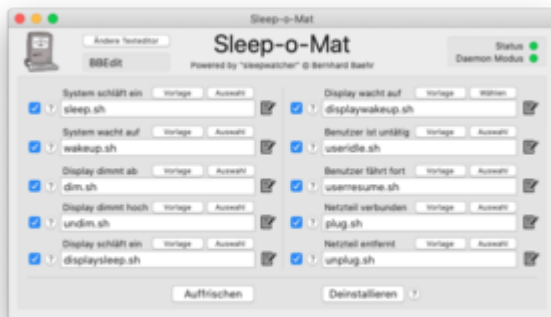 Sleep-o-Mat
Ändere Texteditor
BBEdit
Sleep-o-Mat
Powered by "sleepwatcher" @ Bernhard Baehr
Status
Daemon Modus
System schläft ein Vorlage Auswahl
? sleep.sh
System wacht auf Vorlage Auswahl
? wakeup.sh
Display dimmt ab Vorlage Auswahl
? dim.sh
Display dimmt hoch Vorlage Auswahl
? undim.sh
Display schläft ein Vorlage Auswahl
? displaysleep.sh
Display wacht auf Vorlage Wählen
? displaywakeup.sh
Benutzer ist untätig Vorlage Auswahl
? useridle.sh
Benutzer fährt fort Vorlage Auswahl
? userresume.sh
Netzteil verbunden Vorlage Auswahl
? plug.sh
Netzteil entfernt Vorlage Auswahl
? unplug.sh
Auffrischen
Deinstallieren ?